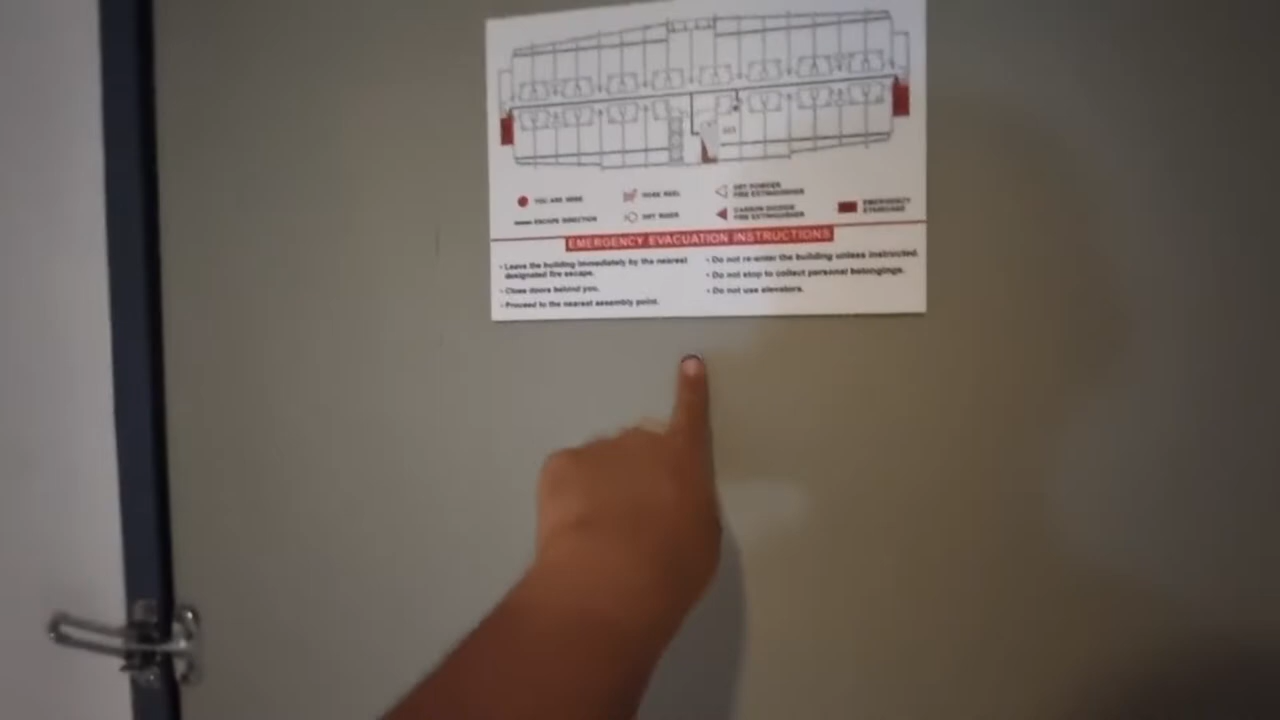 YOU ARE HERE
HOSE REEL
DRY POWDER
FIRE EXTINGUISHER
ESCAPE DIRECTION
DRY RISER
CARBON DIOXIDE
FIRE EXTINGUISHER
EMERGENCY
STAIRCASE
EMERGENCY EVACUATION INSTRUCTIONS
• Leave the building immediately by the nearest
designated fire escape.
• Close doors behind you.
• Proceed to the nearest assembly point.
• Do not re-enter the building unless instructed.
• Do not stop to collect personal belongings.
• Do not use elevators.